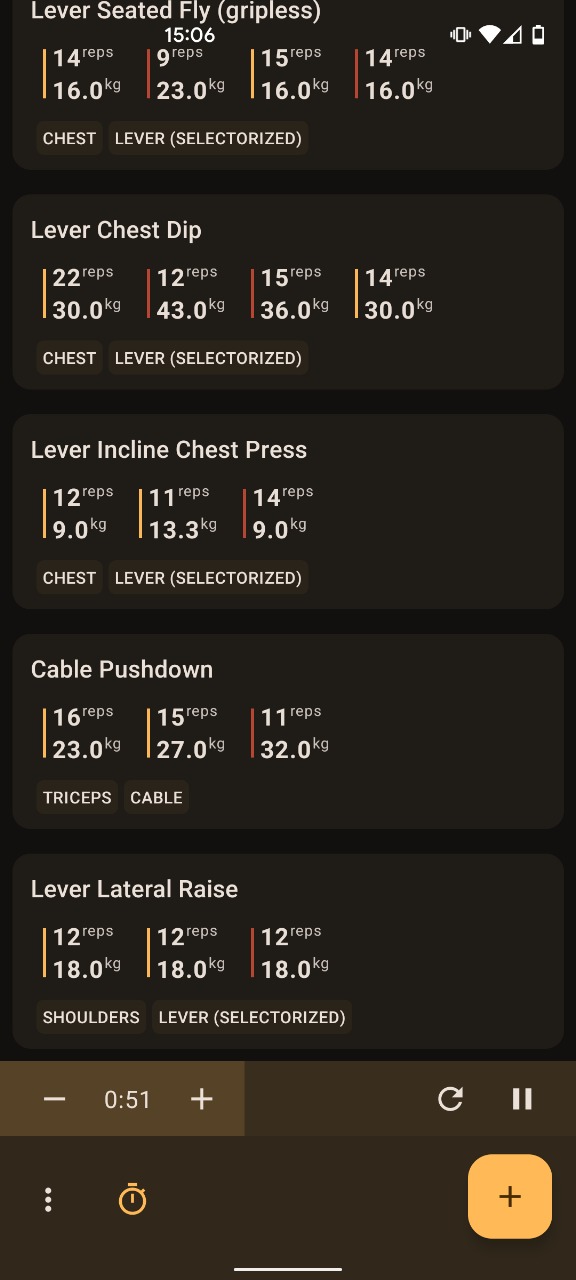 Lever Seated Fly (gripless)
15:06
14reps 9reps 15reps 14reps
16.0kg 23.0kg 16.0kg 16.0kg
CHEST LEVER (SELECTORIZED)
Lever Chest Dip
22reps 12reps 15reps 14reps
30.0kg 43.0kg 36.0kg 30.0kg
CHEST LEVER (SELECTORIZED)
Lever Incline Chest Press
12reps 11reps 14reps
9.0kg 13.3kg 9.0kg
CHEST LEVER (SELECTORIZED)
Cable Pushdown
16reps 15reps 11reps
23.0kg 27.0kg 32.0kg
TRICEPS CABLE
Lever Lateral Raise
12reps 12reps 12reps
18.0kg 18.0kg 18.0kg
SHOULDERS LEVER (SELECTORIZED)
0:51